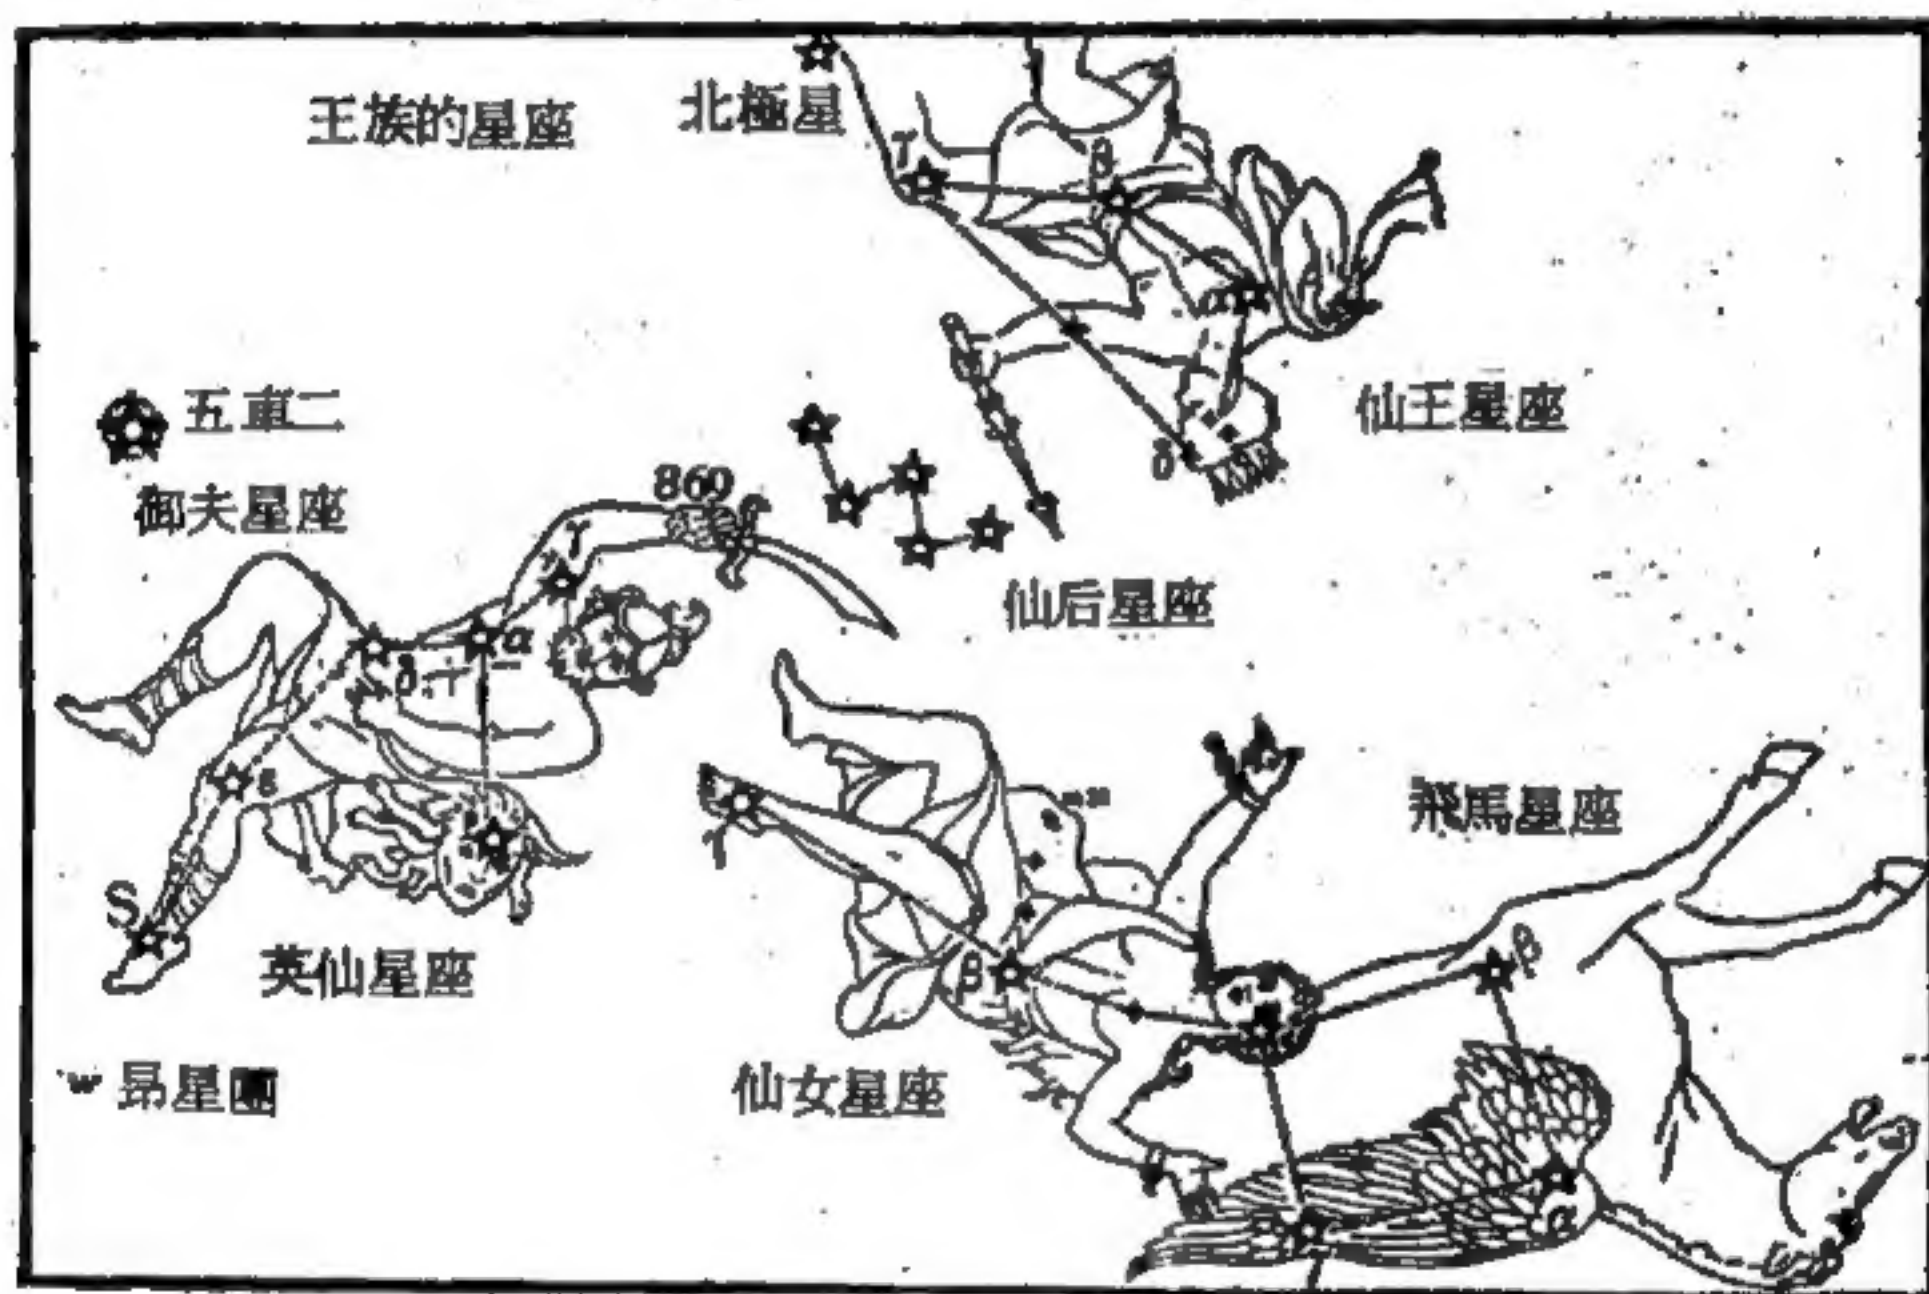 王族的星座
北極星
γ
β
α
δ
仙王星座
五車二
御夫星座
869
γ
α
δ
ε
S
英仙星座
仙后星座
飛馬星座
γ
β
β
α
仙女星座
昴星團